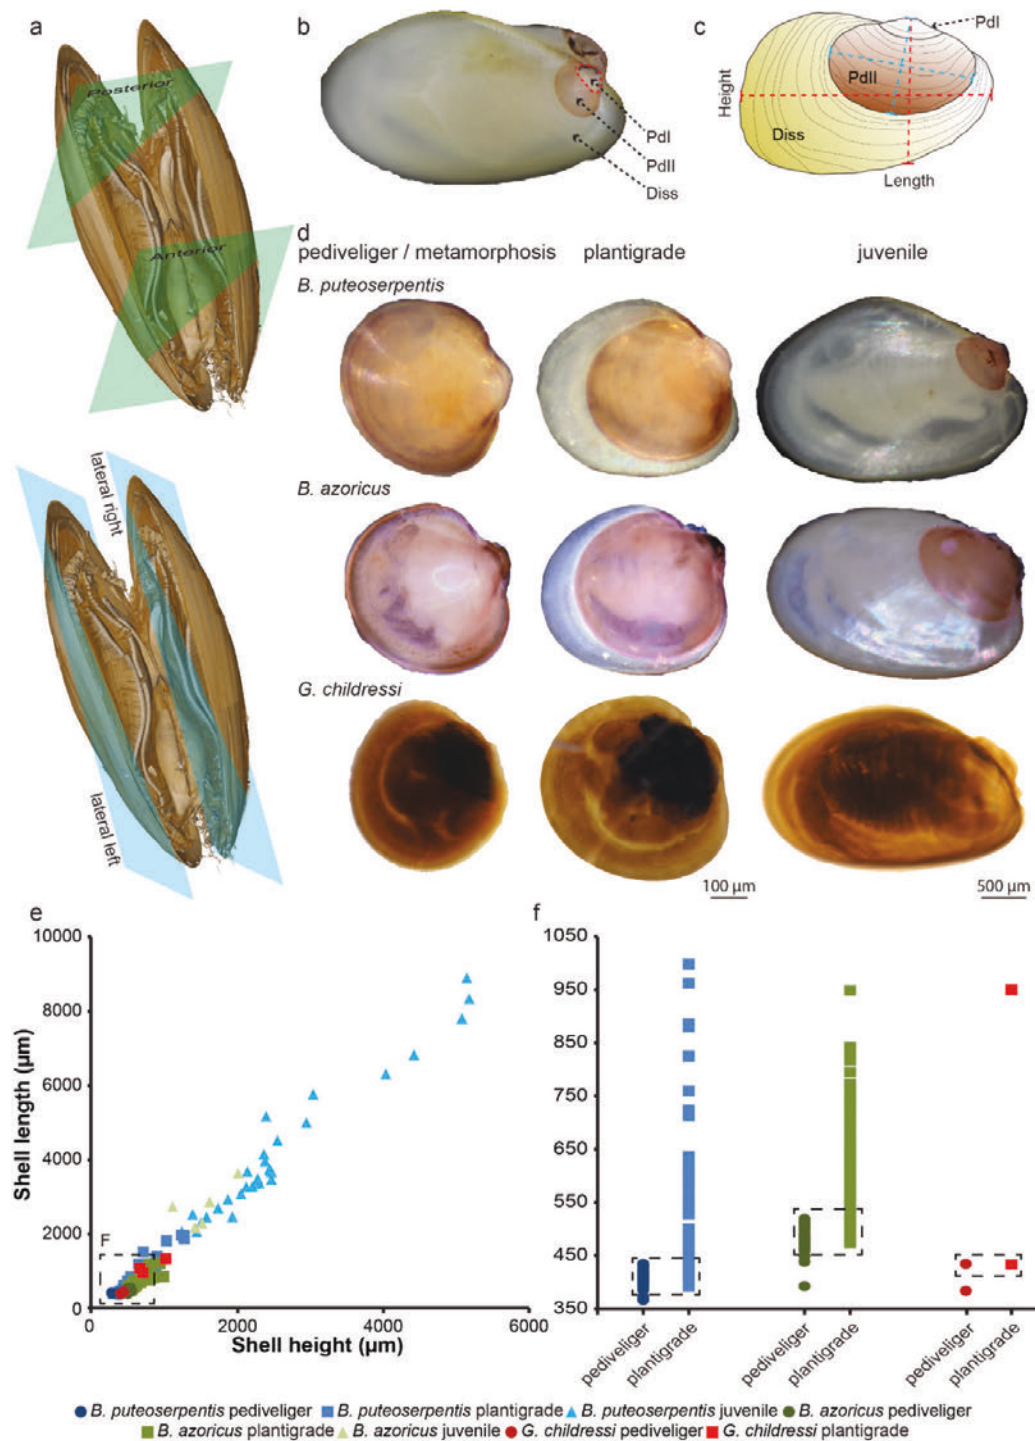 a
Posterior
Anterior
lateral right
lateral left
b
PdI
PdII
Diss
c
PdI
PdII
Diss
Height
Length
d
pediveliger / metamorphosis plantigrade juvenile
B. puteoserpentis
B. azoricus
G. childressi
100 µm 500 µm
e
10000
8000
6000
4000
2000
0
Shell length (µm)
F
0 2000 4000 6000
Shell height (µm)
f
1050
950
850
750
650
550
450
350
pediveliger plantigrade pediveliger plantigrade pediveliger plantigrade
B. puteoserpentis pediveliger B. puteoserpentis plantigrade B. puteoserpentis juvenile B. azoricus pediveliger
B. azoricus plantigrade B. azoricus juvenile G. childressi pediveliger G. childressi plantigrade